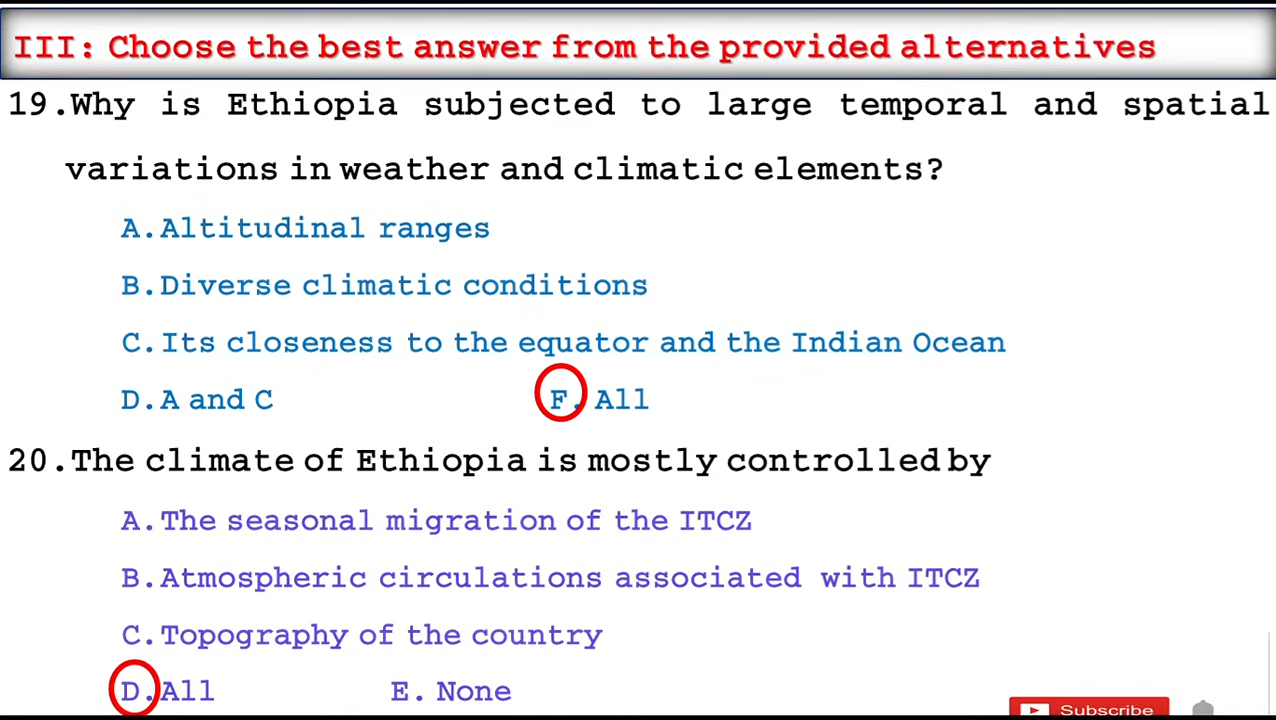 III: Choose the best answer from the provided alternatives
19.Why is Ethiopia subjected to large temporal and spatial
variations in weather and climatic elements?
A.Altitudinal ranges
B.Diverse climatic conditions
C.Its closeness to the equator and the Indian Ocean
D.A and C F. All
20.The climate of Ethiopia is mostly controlled by
A.The seasonal migration of the ITCZ
B.Atmospheric circulations associated with ITCZ
C.Topography of the country
D.All E. None
Subscribe